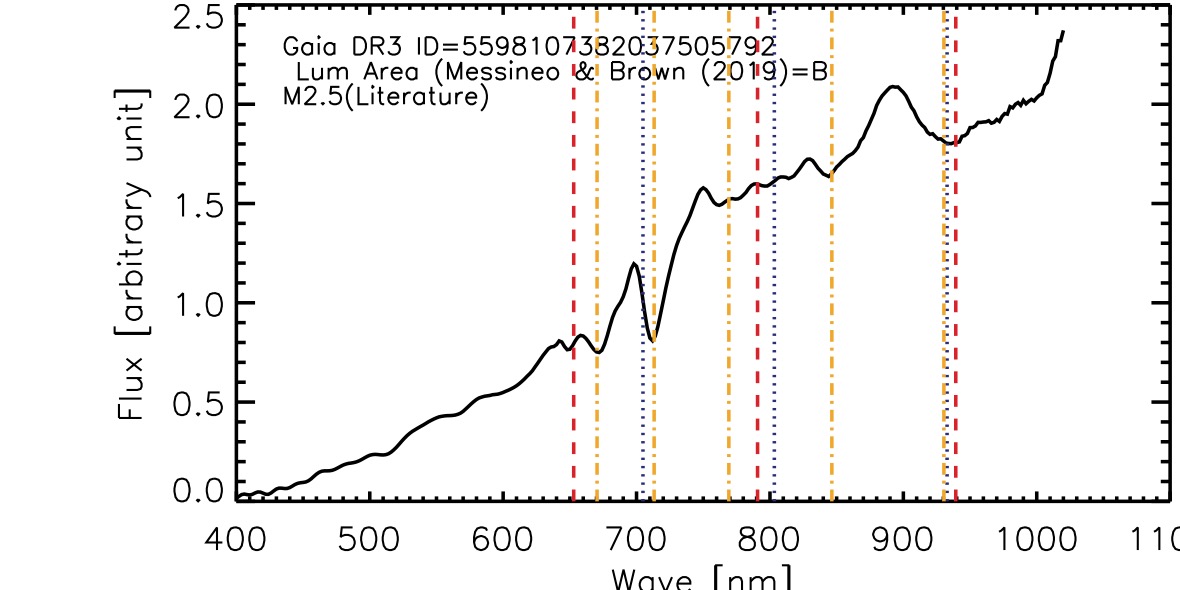 2.5
Gaia DR3 ID=5598107382037505792
Lum Area (Messineo & Brown (2019)=B
M2.5(Literature)
2.0
1.5
1.0
0.5
0.0
Flux [arbitrary unit]
400 500 600 700 800 900 1000 110
Wave [nm]